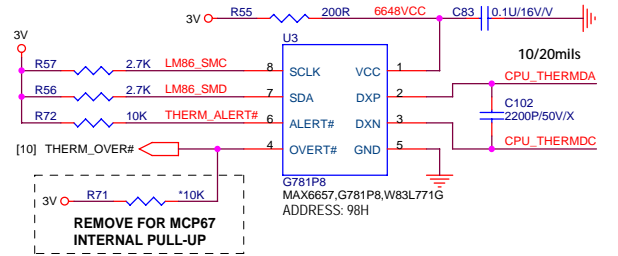 3V R55 200R 6648VCC C83 0.1U/16V/V
3V
U3
10/20mils
R57 2.7K LM86_SMC 8 SCLK VCC 1
CPU_THERMDA
R56 2.7K LM86_SMD 7 SDA DXP 2
C102
2200P/50V/X
R72 10K THERM_ALERT# 6 ALERT# DXN 3
CPU_THERMDC
[10] THERM_OVER# 4 OVERT# GND 5
G781P8
MAX6657,G781P8,W83L771G
ADDRESS: 98H
3V R71 *10K
REMOVE FOR MCP67
INTERNAL PULL-UP